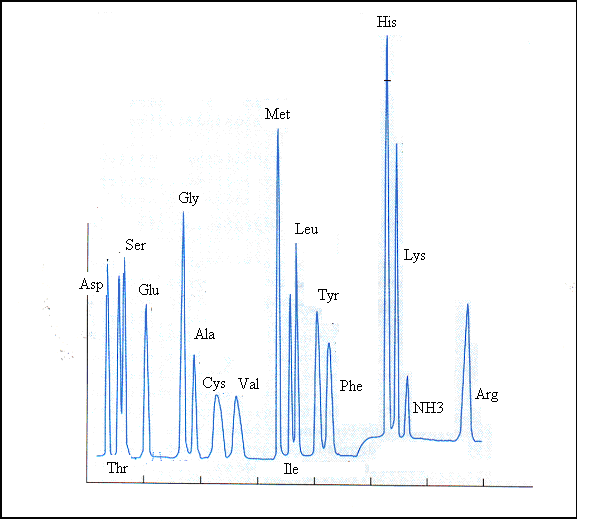 His
Met
Gly
Leu
Ser
Lys
Asp
Glu
Tyr
Ala
Cys
Val
Phe
Arg
NH3
Thr
Ile